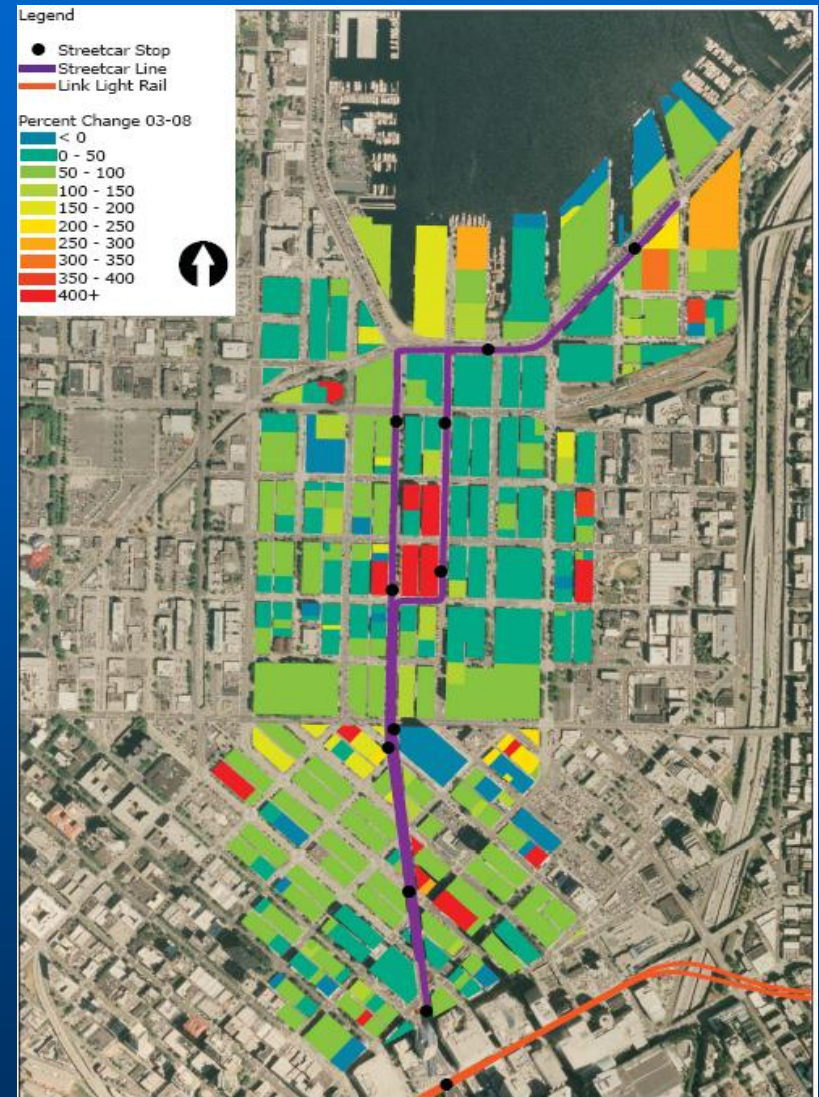 Legend
Streetcar Stop
Streetcar Line
Link Light Rail
Percent Change 03-08
< 0
0 - 50
50 - 100
100 - 150
150 - 200
200 - 250
250 - 300
300 - 350
350 - 400
400+